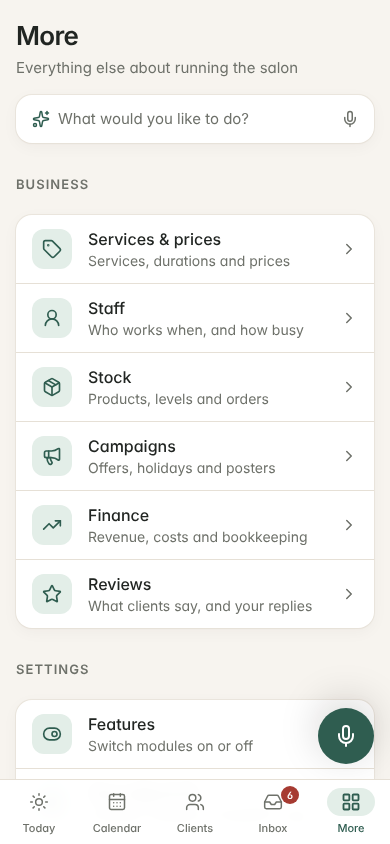 More
Everything else about running the salon
What would you like to do?
BUSINESS
Services & prices
Services, durations and prices
Staff
Who works when, and how busy
Stock
Products, levels and orders
Campaigns
Offers, holidays and posters
Finance
Revenue, costs and bookkeeping
Reviews
What clients say, and your replies
SETTINGS
Features
Switch modules on or off
6
Today
Calendar
Clients
Inbox
More